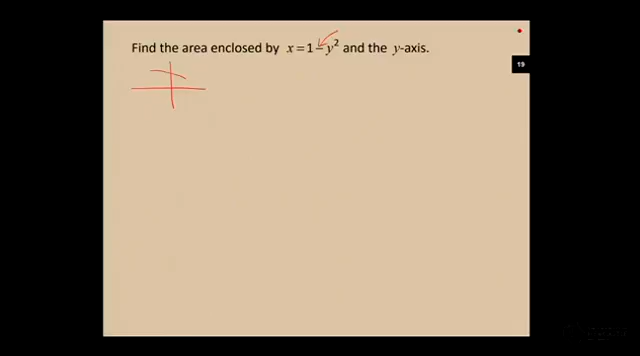 Find the area enclosed by x = 1 − y² and the y-axis.
19